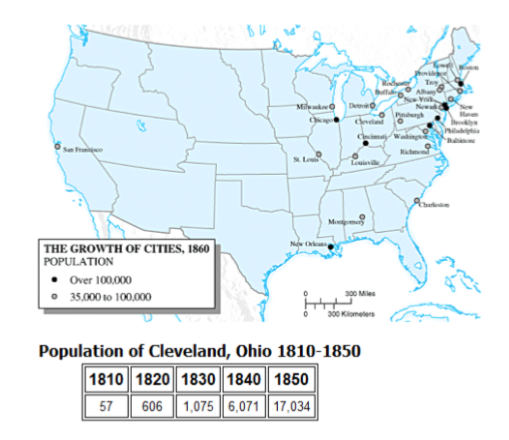 Lowell
Boston
Providence
Rochester
Troy
Buffalo
Albany
New York
Milwaukee
Detroit
Newark
New
Haven
Chicago
Cleveland
Pittsburgh
Brooklyn
Philadelphia
Cincinnati
Washington
Baltimore
San Francisco
St. Louis
Louisville
Richmond
Charleston
Montgomery
New Orleans
THE GROWTH OF CITIES, 1860
POPULATION
Over 100,000
35,000 to 100,000
0 300 Miles
0 300 Kilometers
Population of Cleveland, Ohio 1810-1850
1810 1820 1830 1840 1850
57 606 1,075 6,071 17,034